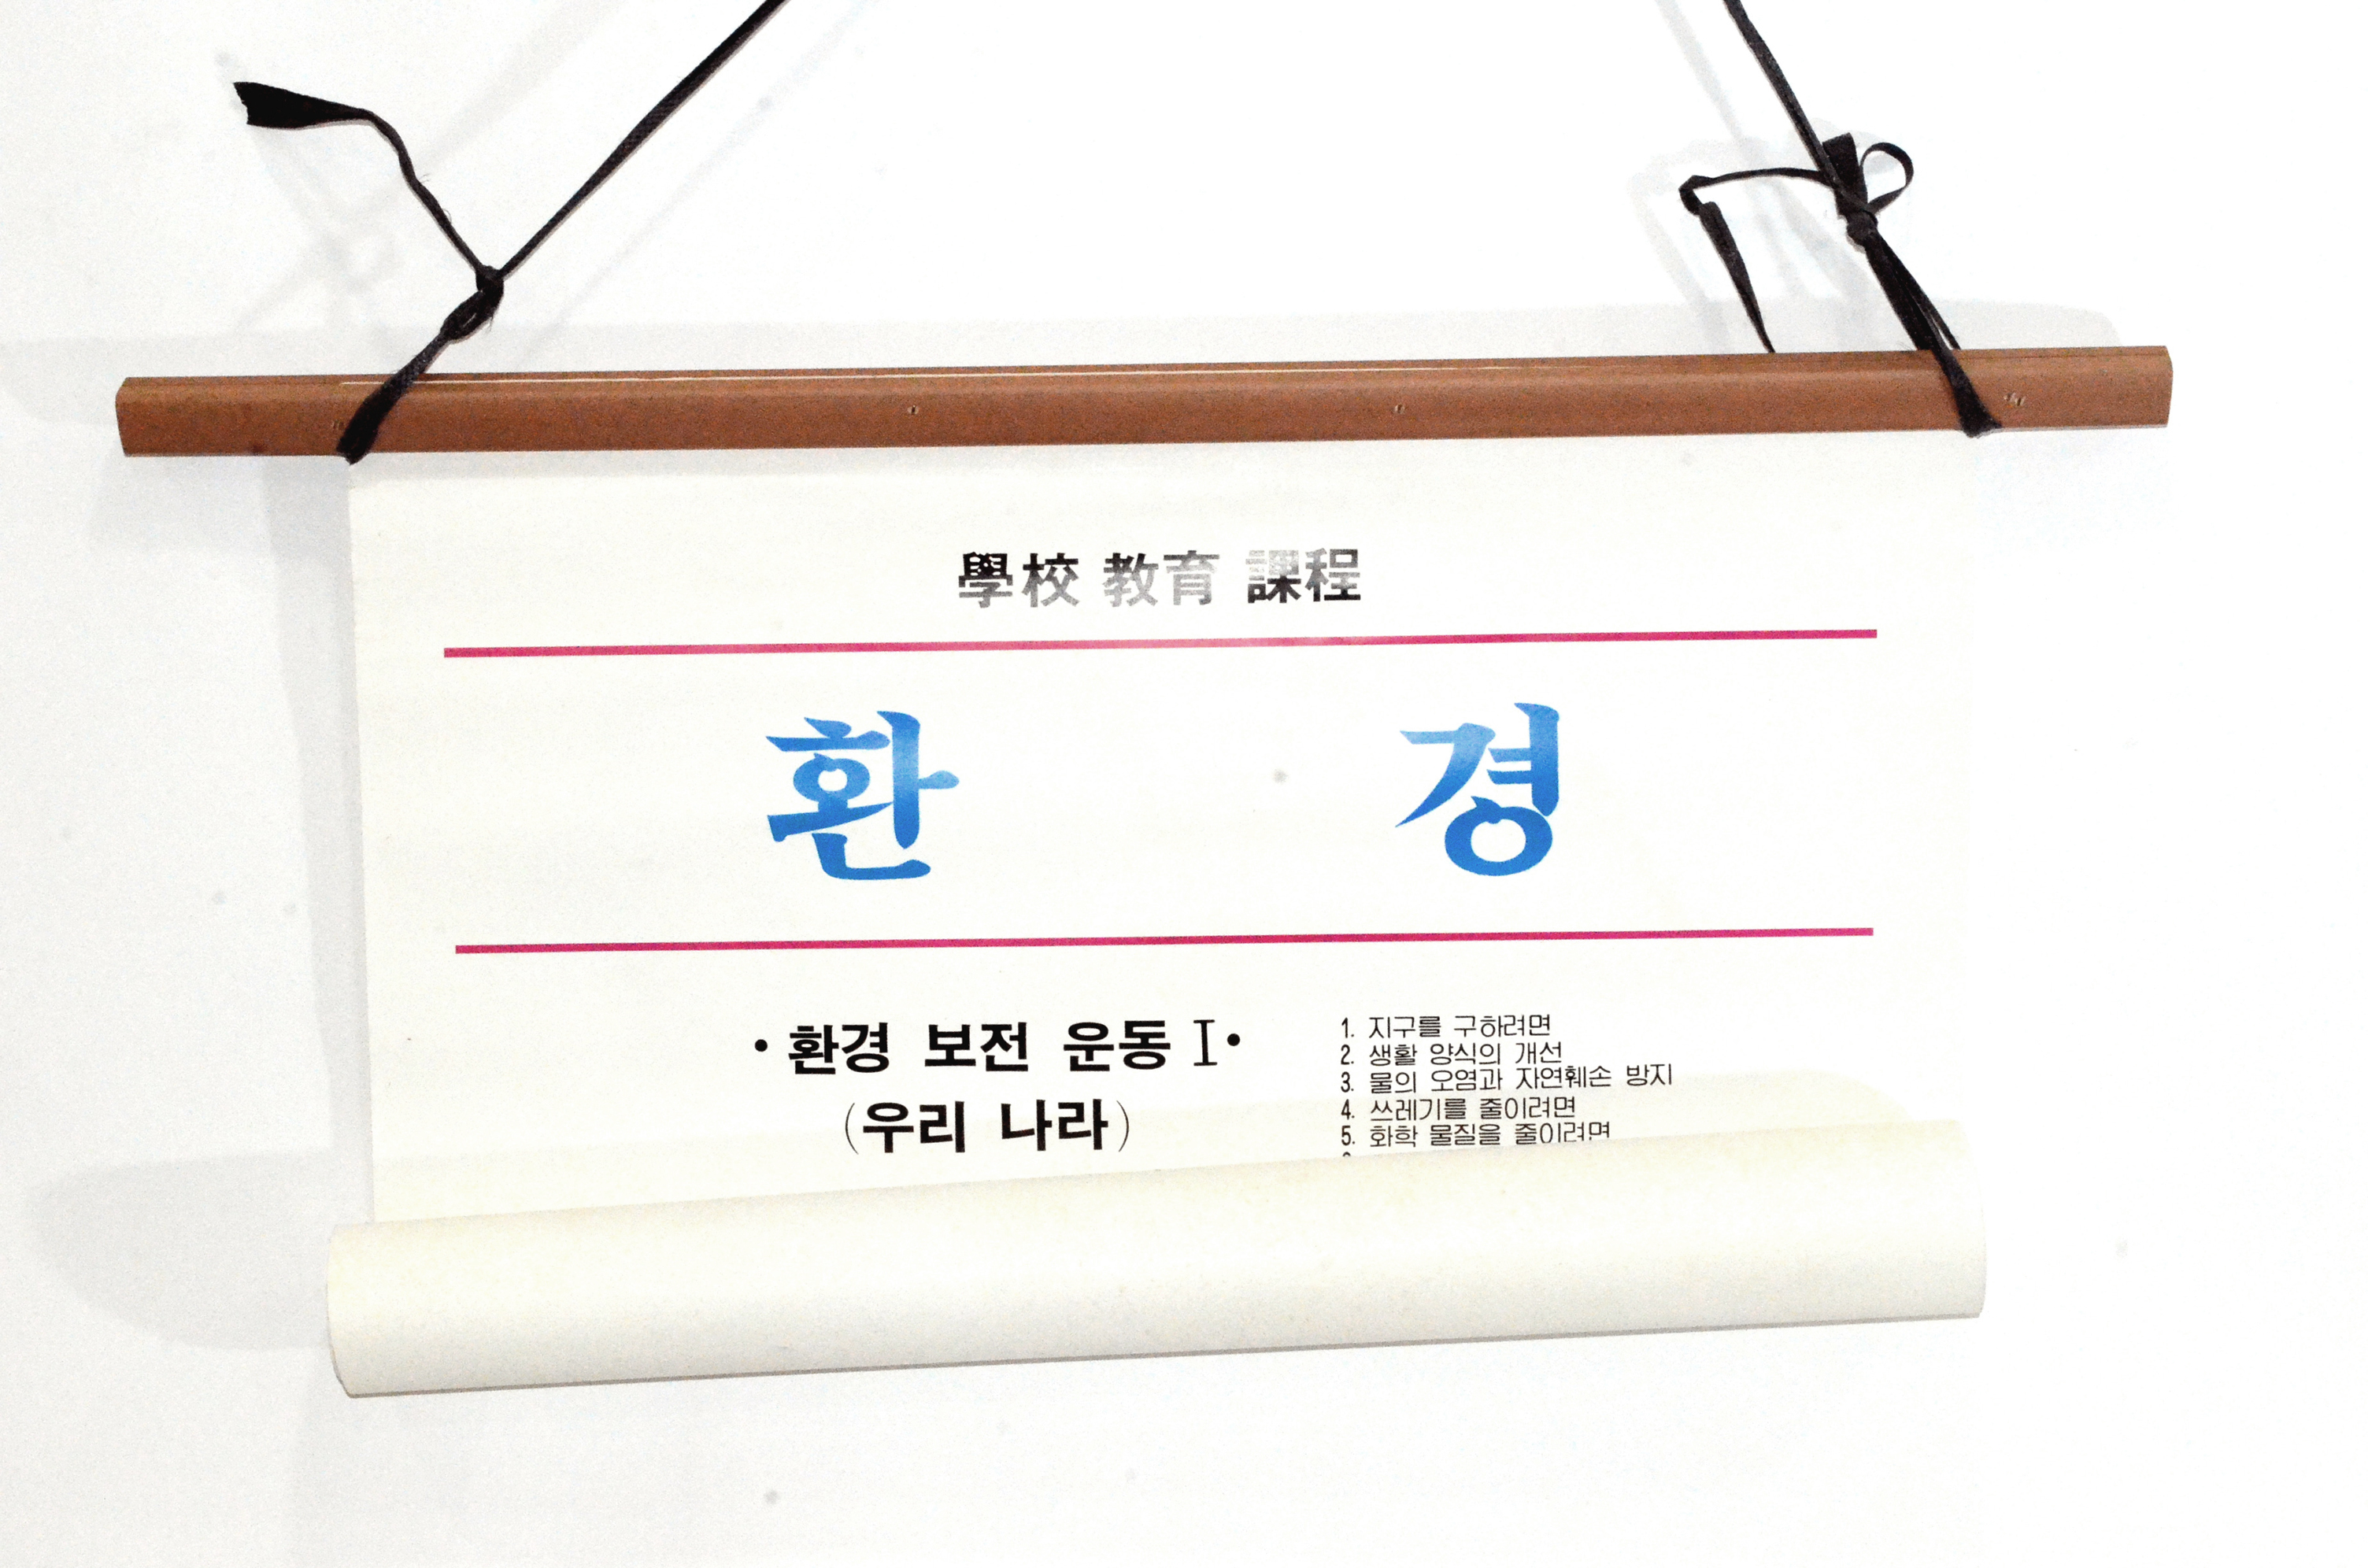 學校 教育 課程
환 경
• 환경 보전 운동 I •
(우리 나라)
1. 지구를 구하려면
2. 생활 양식의 개선
3. 물의 오염과 자연훼손 방지
4. 쓰레기를 줄이려면
5. 화학 물질을 줄이려면